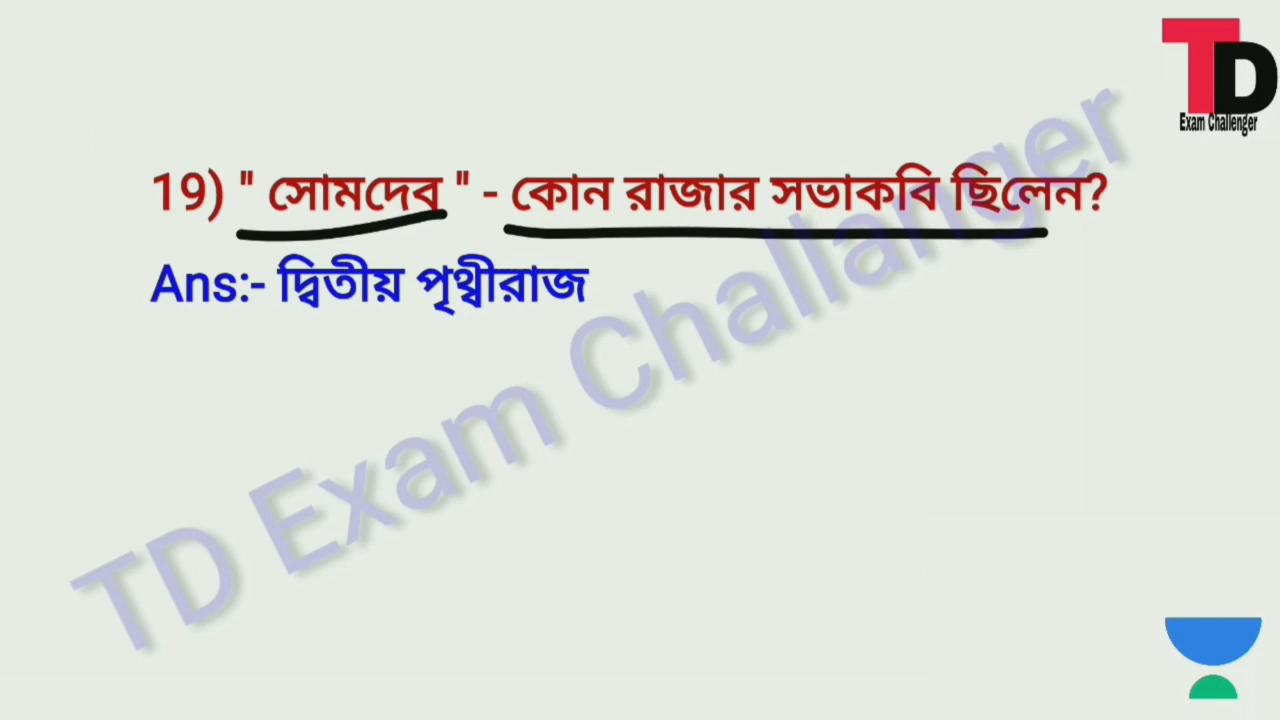 TD
Exam Challenger
19) " সোমদেব " - কোন রাজার সভাকবি ছিলেন?
Ans:- দ্বিতীয় পৃথ্বীরাজ
TD Exam Challanger